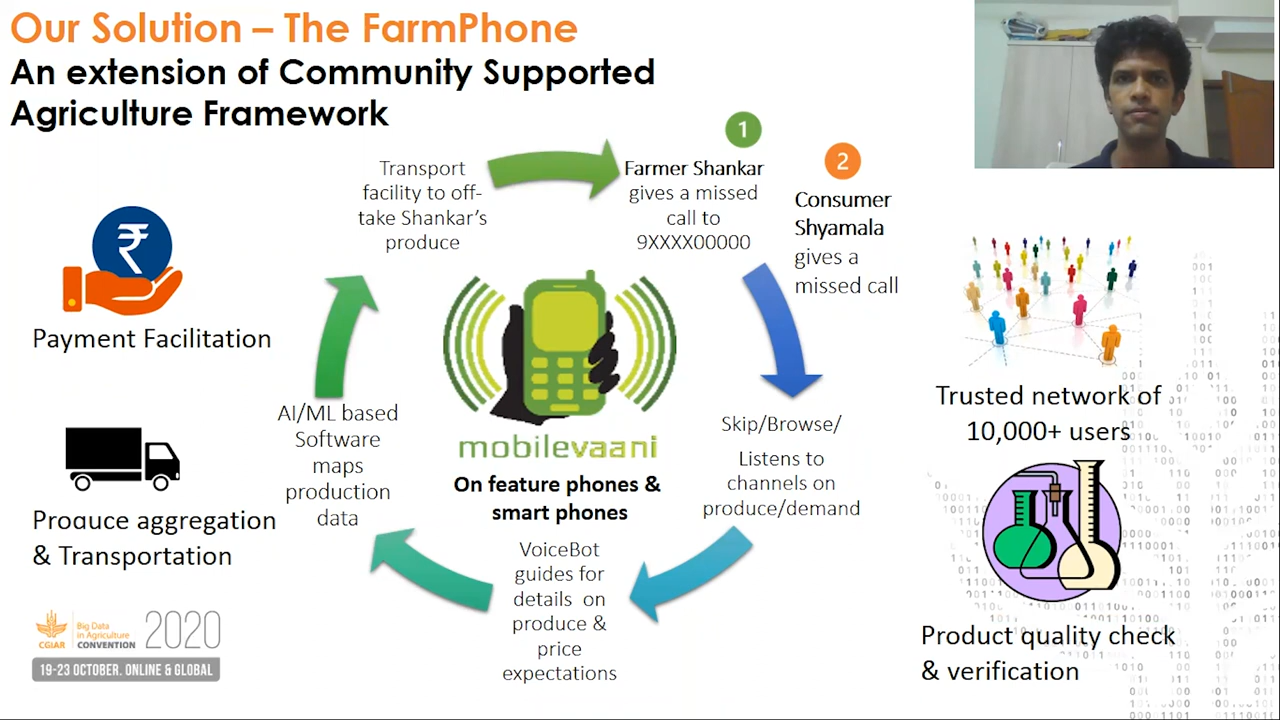 Our Solution – The FarmPhone
An extension of Community Supported
Agriculture Framework
1
2
Transport
facility to off-
take Shankar's
produce
Farmer Shankar
gives a missed
call to
9XXXX00000
Consumer
Shyamala
gives a
missed call
₹
Payment Facilitation
Produce aggregation
& Transportation
AI/ML based
Software
maps
production
data
mobilevaani
On feature phones &
smart phones
Skip/Browse/
Listens to
channels on
produce/demand
VoiceBot
guides for
details on
produce &
price
expectations
Trusted network of
10,000+ users
Product quality check
& verification
CGIAR
Big Data
in Agriculture
CONVENTION
2020
19-23 OCTOBER. ONLINE & GLOBAL